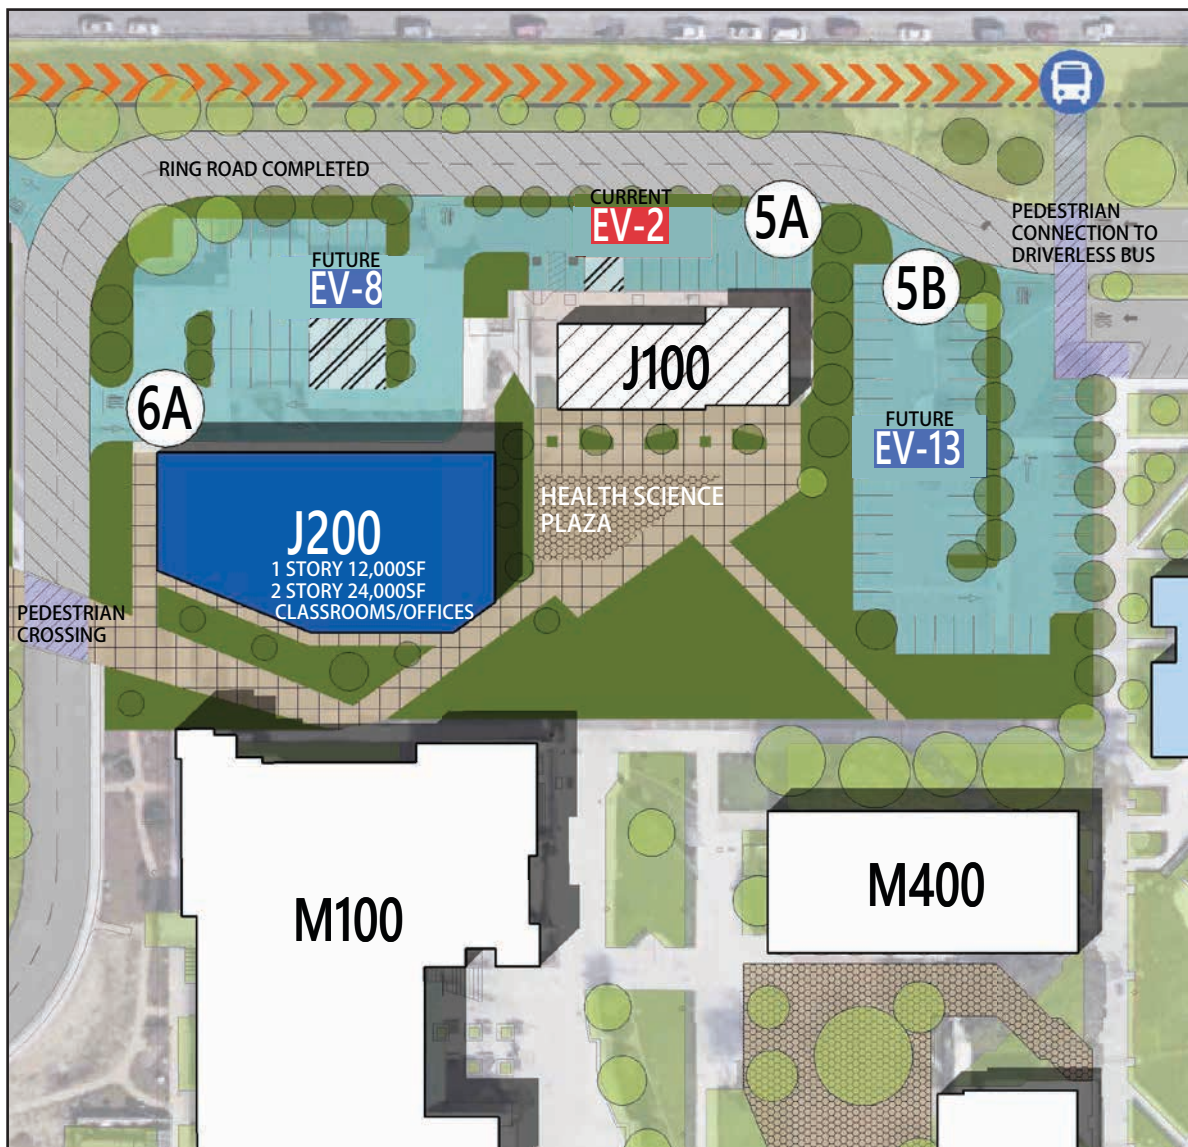 RING ROAD COMPLETED
CURRENT
EV-2
5A
PEDESTRIAN
CONNECTION TO
DRIVERLESS BUS
FUTURE
EV-8
5B
J100
6A
FUTURE
EV-13
HEALTH SCIENCE
PLAZA
J200
1 STORY 12,000SF
2 STORY 24,000SF
CLASSROOMS/OFFICES
PEDESTRIAN
CROSSING
M100
M400